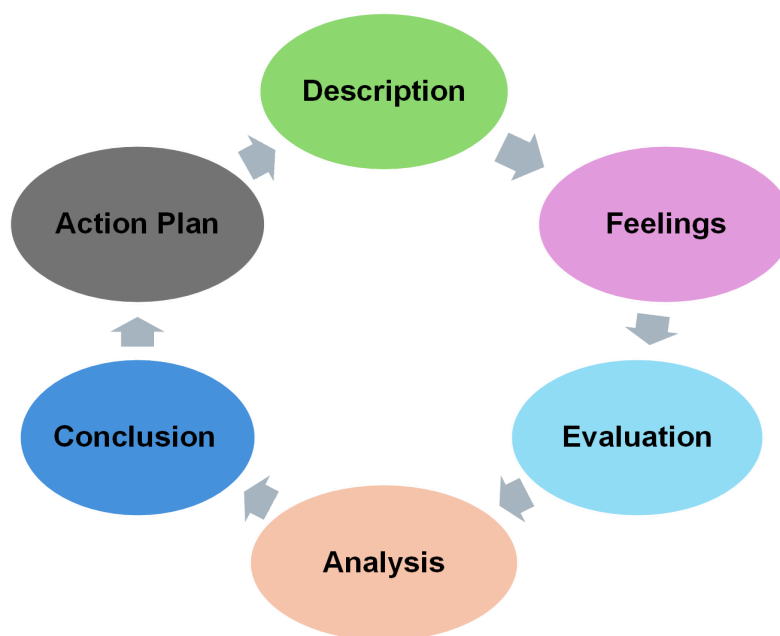 Description
Feelings
Evaluation
Analysis
Conclusion
Action Plan